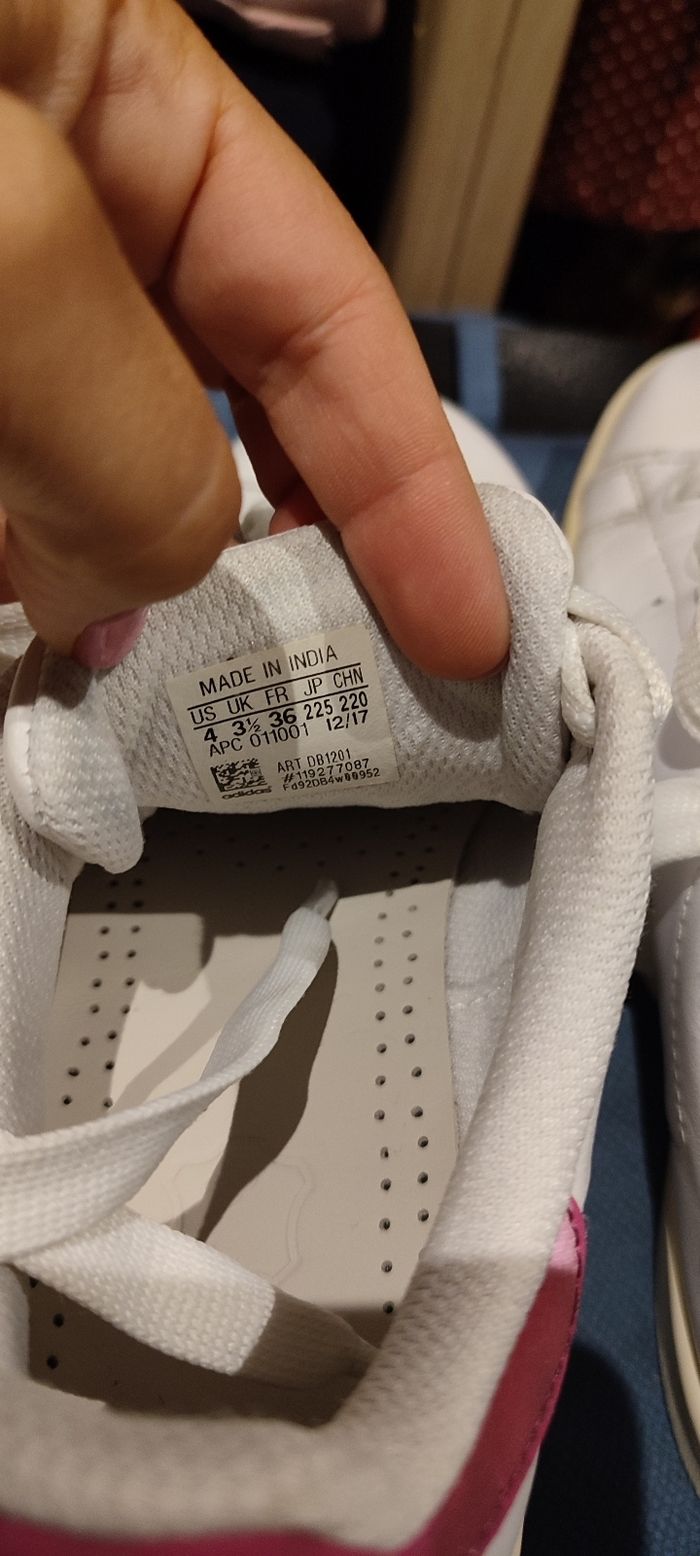 MADE IN INDIA
US UK FR JP CHN
4 3½ 36 225 220
APC 011001 12/17
ART DB1201
#119277087
Fd92DB4w00952
adidas